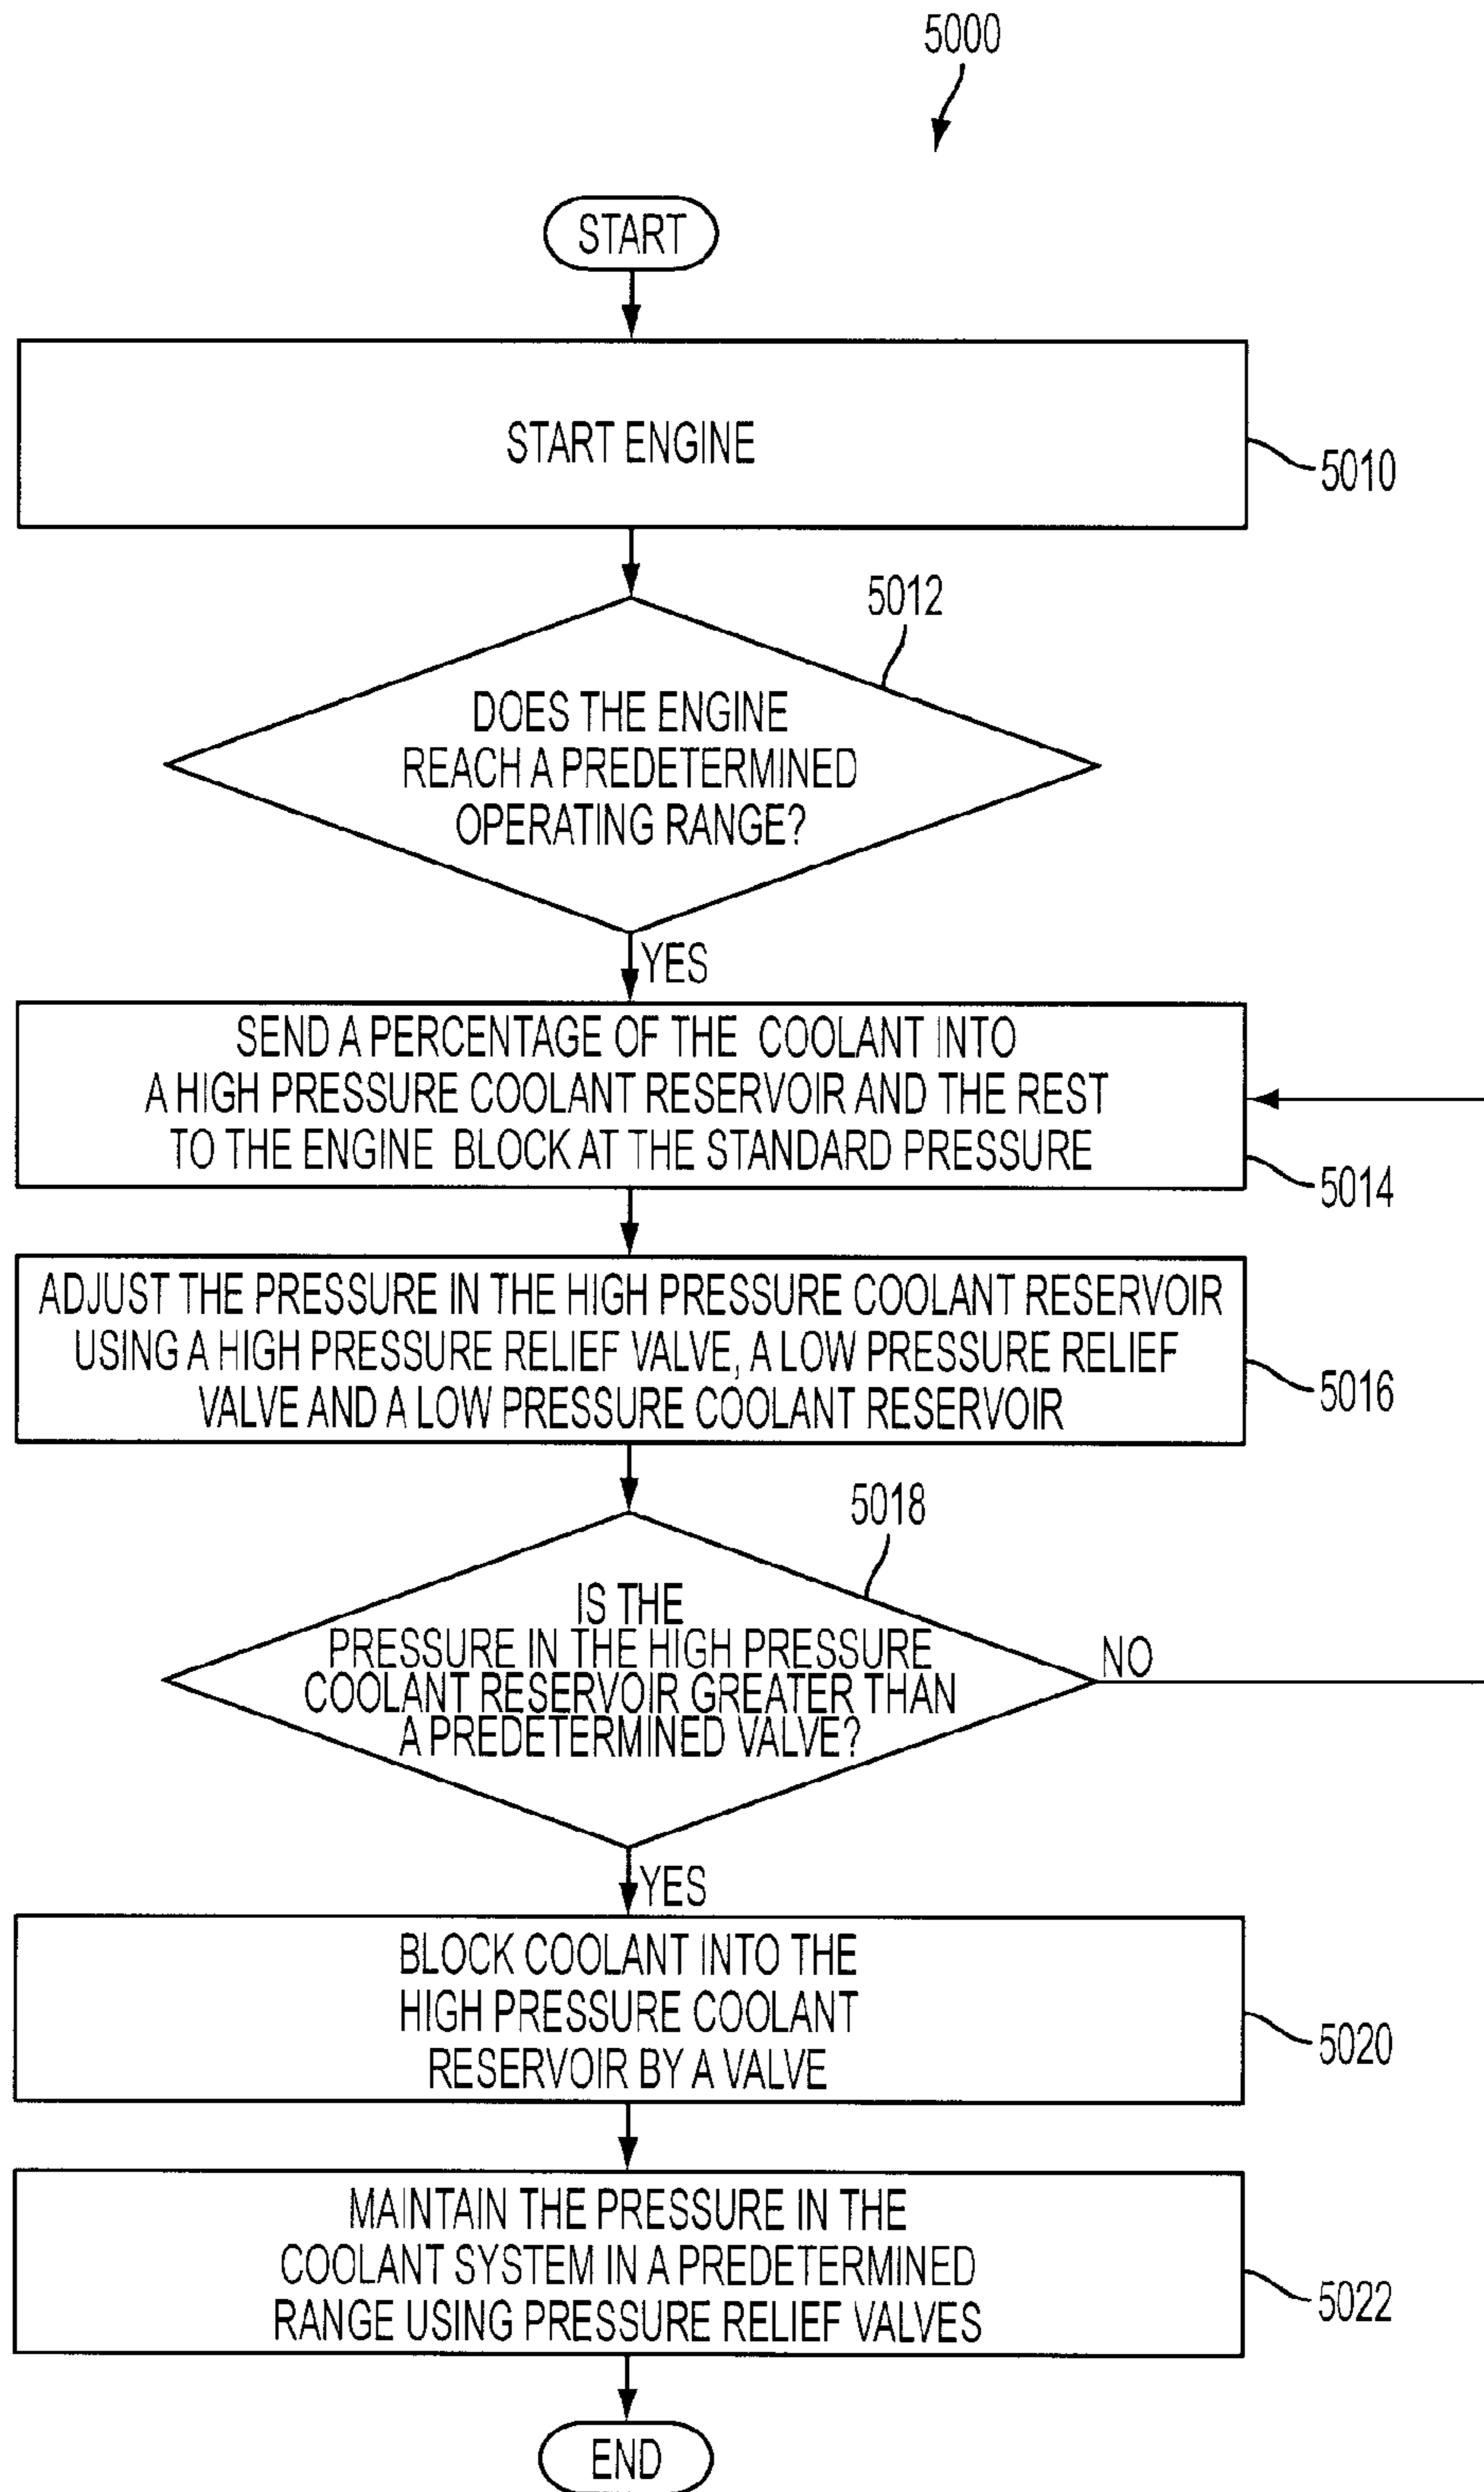 5000
START
START ENGINE
5010
5012
DOES THE ENGINE
REACH A PREDETERMINED
OPERATING RANGE?
YES
SEND A PERCENTAGE OF THE COOLANT INTO
A HIGH PRESSURE COOLANT RESERVOIR AND THE REST
TO THE ENGINE BLOCK AT THE STANDARD PRESSURE
5014
ADJUST THE PRESSURE IN THE HIGH PRESSURE COOLANT RESERVOIR
USING A HIGH PRESSURE RELIEF VALVE, A LOW PRESSURE RELIEF
VALVE AND A LOW PRESSURE COOLANT RESERVOIR
5016
5018
IS THE
PRESSURE IN THE HIGH PRESSURE
COOLANT RESERVOIR GREATER THAN
A PREDETERMINED VALVE?
NO
YES
BLOCK COOLANT INTO THE
HIGH PRESSURE COOLANT
RESERVOIR BY A VALVE
5020
MAINTAIN THE PRESSURE IN THE
COOLANT SYSTEM IN A PREDETERMINED
RANGE USING PRESSURE RELIEF VALVES
5022
END